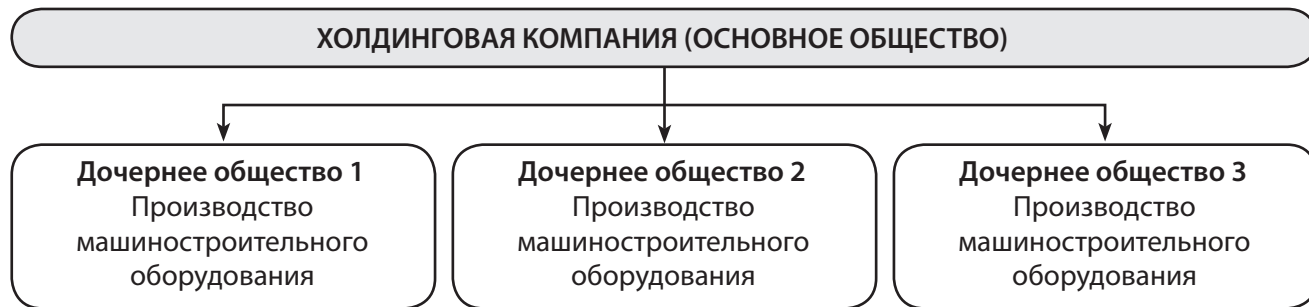 ХОЛДИНГОВАЯ КОМПАНИЯ (ОСНОВНОЕ ОБЩЕСТВО)
Дочернее общество 1
Производство
машиностроительного
оборудования
Дочернее общество 2
Производство
машиностроительного
оборудования
Дочернее общество 3
Производство
машиностроительного
оборудования